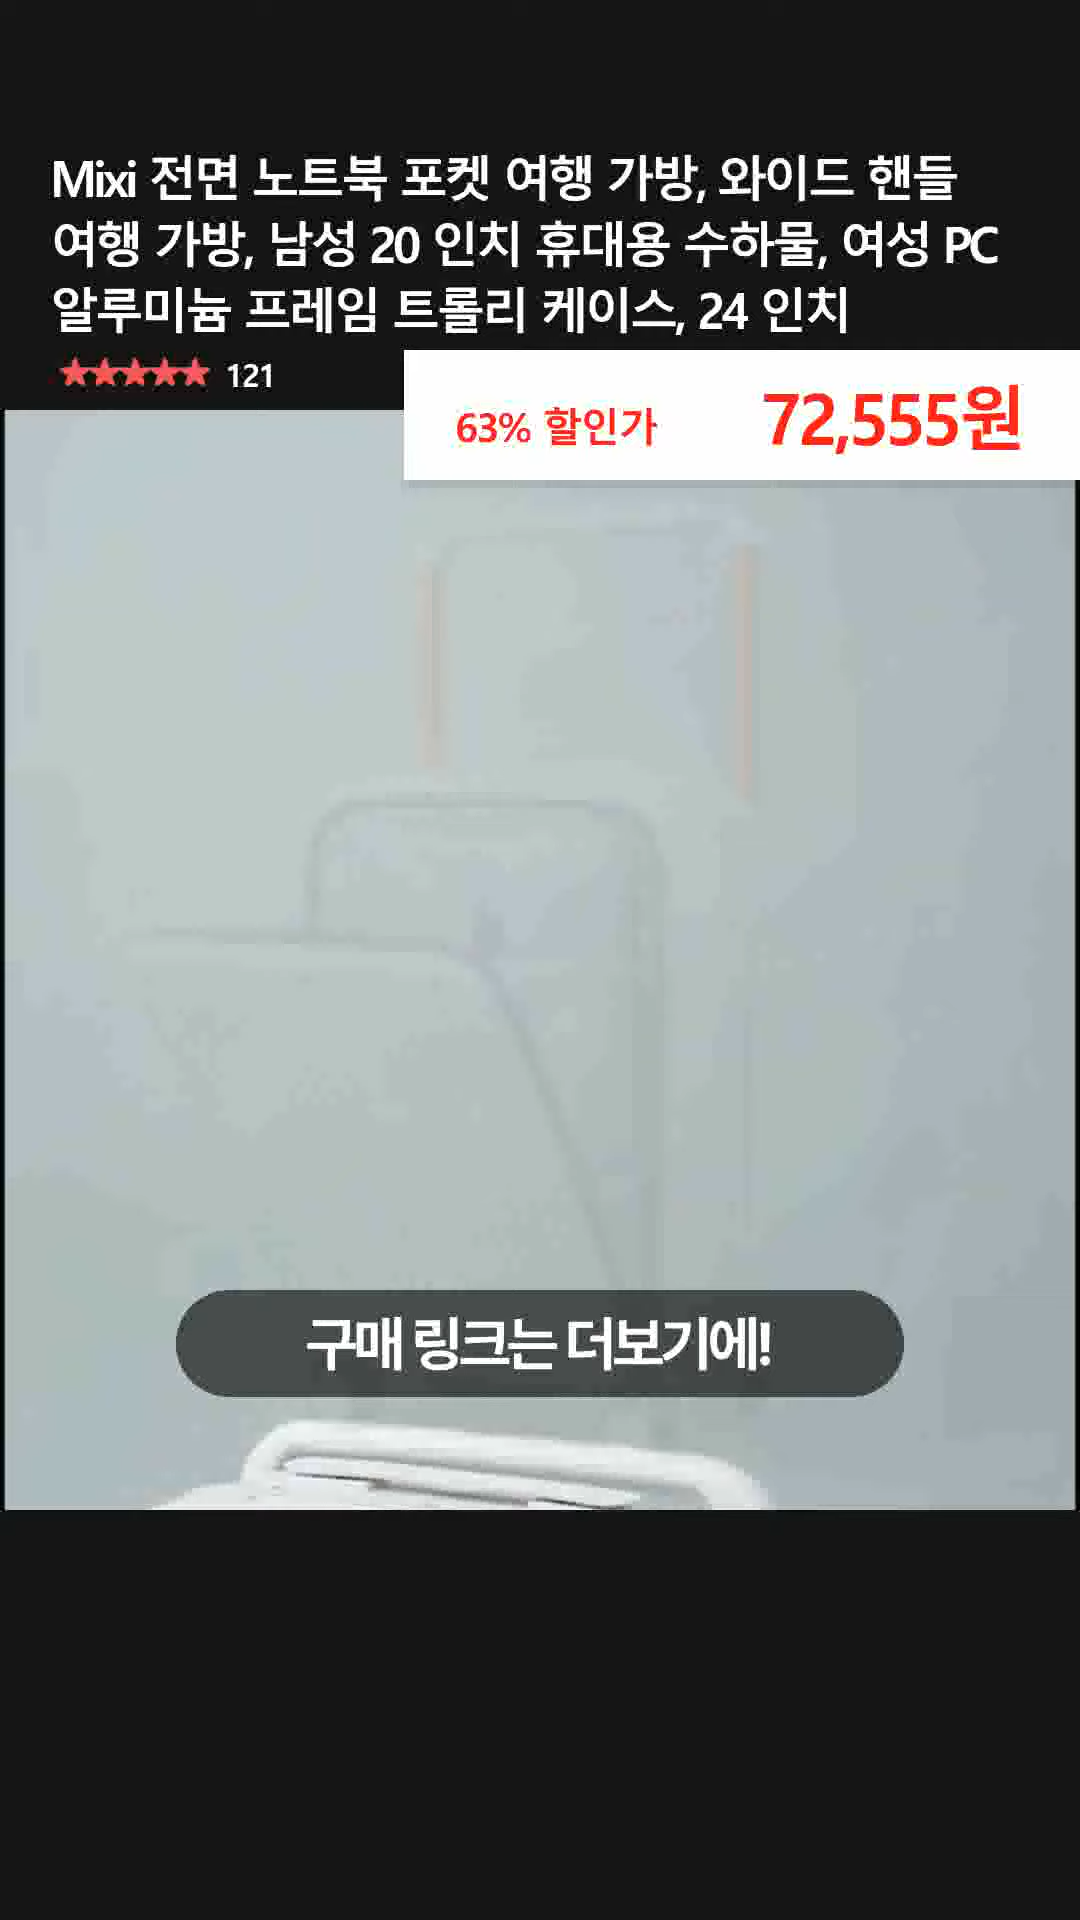 Mixi 전면 노트북 포켓 여행 가방, 와이드 핸들
여행 가방, 남성 20 인치 휴대용 수하물, 여성 PC
알루미늄 프레임 트롤리 케이스, 24 인치
★★★★★ 121
63% 할인가 72,555원
구매 링크는 더보기에!